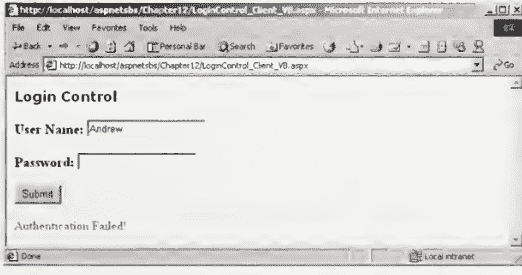 http://localhost/aspnetsbs/Chapter12/LoginControl_Client_VB.aspx - Microsoft Internet Explorer
File Edit View Favorites Tools Help
Back Personal Bar Search Favorites
Address http://localhost/aspnetsbs/Chapter12/LoginControl_Client_VB.aspx Go
Login Control
User Name: Andrew
Password:
Submit
Authentication Failed!
Done Local intranet